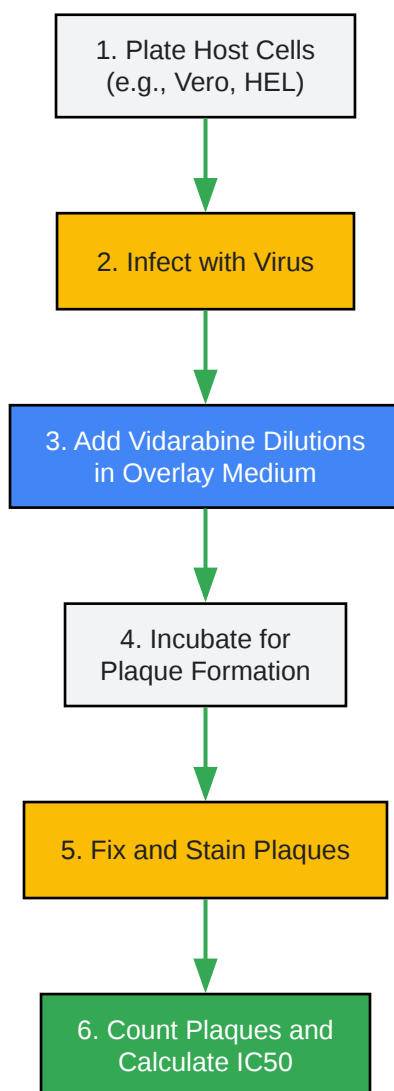 1. Plate Host Cells
(e.g., Vero, HEL)
2. Infect with Virus
3. Add Vidarabine Dilutions
in Overlay Medium
4. Incubate for
Plaque Formation
5. Fix and Stain Plaques
6. Count Plaques and
Calculate IC50